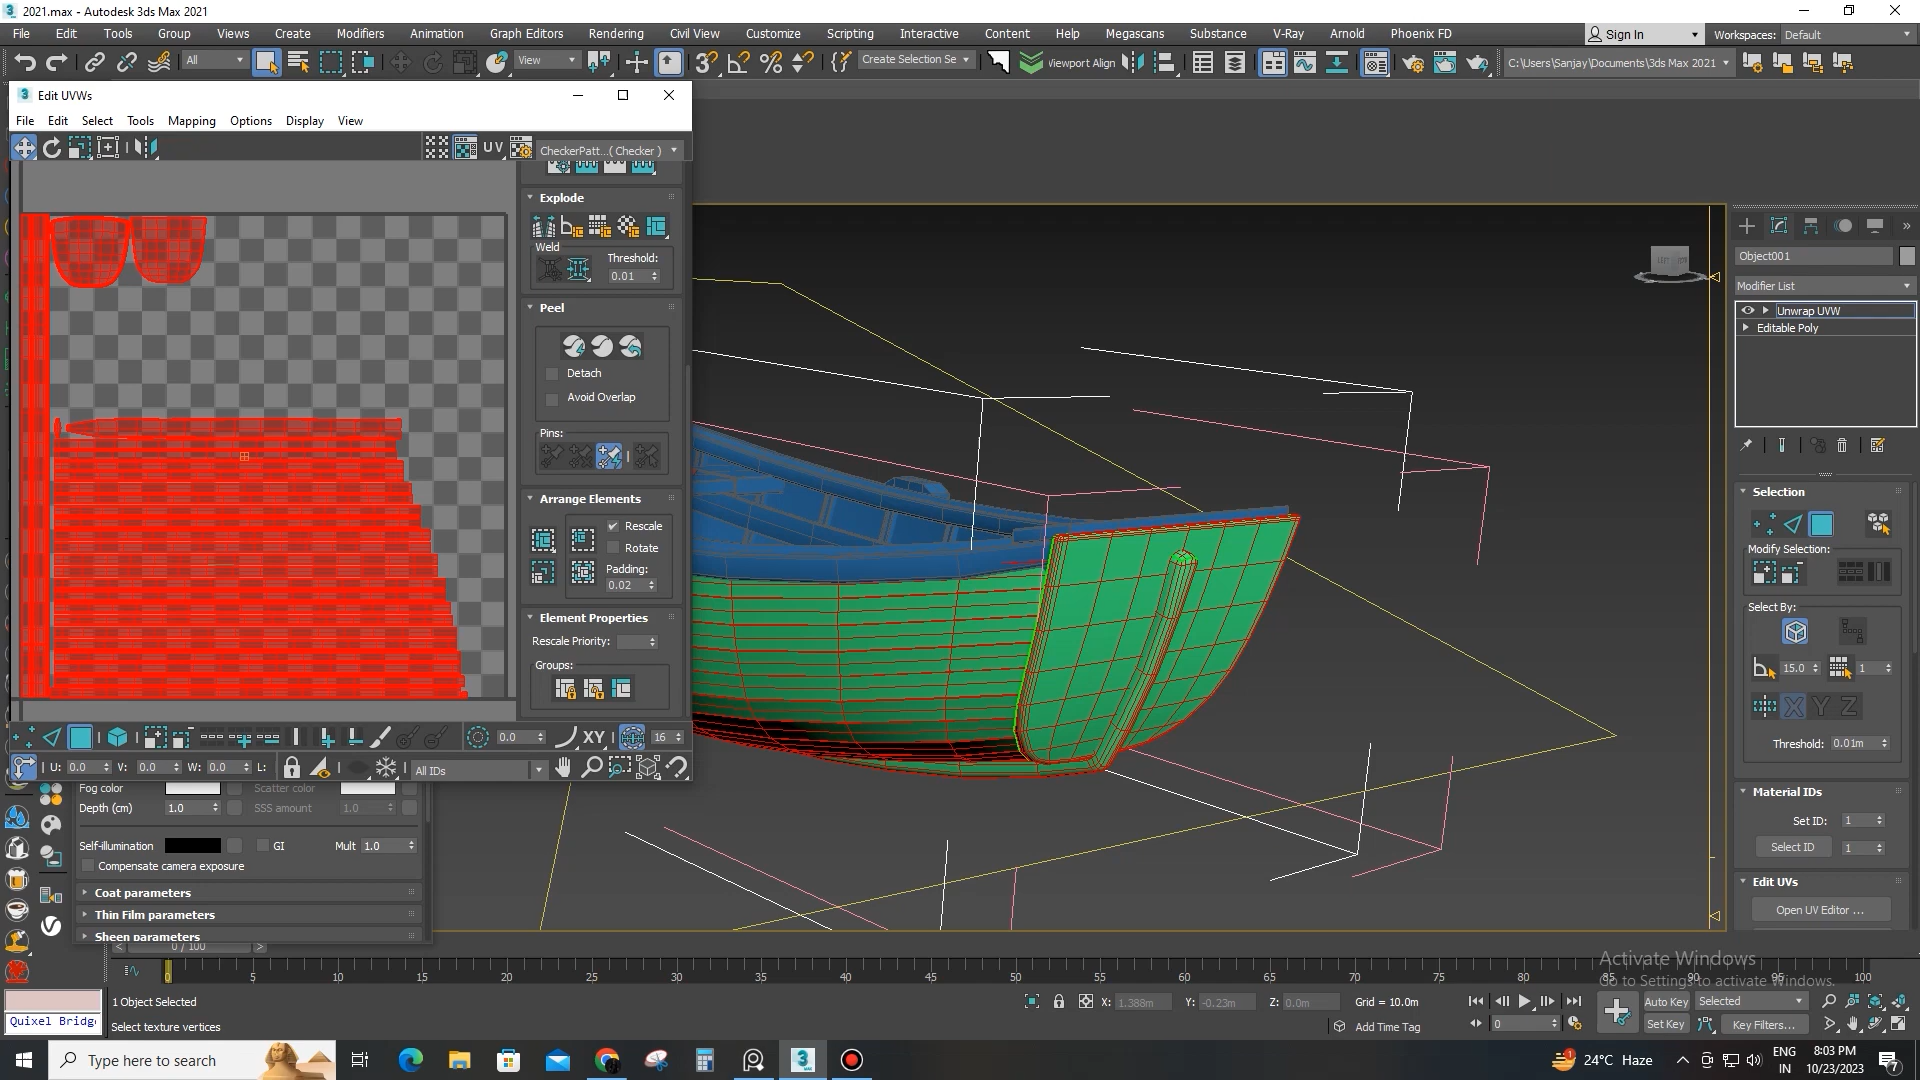 2021.max - Autodesk 3ds Max 2021
File Edit Tools Group Views Create Modifiers Animation Graph Editors Rendering Civil View Customize Scripting Interactive Content Help Megascans Substance V-Ray Arnold Phoenix FD Sign In Workspaces: Default
All View Create Selection Se Viewport Align C:\Users\Sanjay\Documents\3ds Max 2021
Edit UVWs
File Edit Select Tools Mapping Options Display View
UV CheckerPatt...( Checker )
Explode
Weld
Threshold:
0.01
Peel
Detach
Avoid Overlap
Pins:
Arrange Elements
Rescale
Rotate
Padding:
0.02
Element Properties
Rescale Priority:
Groups:
0.0 XY 16
U: 0.0 V: 0.0 W: 0.0 L: All IDs
Fog color Scatter color
Depth (cm) 1.0 SSS amount 1.0
Self-illumination GI Mult 1.0
Compensate camera exposure
Coat parameters
Thin Film parameters
Sheen parameters
Object001
Modifier List
Unwrap UVW
Editable Poly
Selection
Modify Selection:
Select By:
15.0 1
X Y Z
Threshold: 0.01m
Material IDs
Set ID: 1
Select ID 1
Edit UVs
Open UV Editor ...
0 / 100
0 5 10 15 20 25 30 35 40 45 50 55 60 65 70 75 80 85 90 95 100
Activate Windows
Go to Settings to activate Windows.
1 Object Selected
Select texture vertices
Quixel Bridg
X: 1.388m Y: -0.23m Z: 0.0m Grid = 10.0m
Add Time Tag
0
Auto Key Selected
Set Key Key Filters...
Type here to search
24°C Haze
ENG
IN
8:03 PM
10/23/2023
7